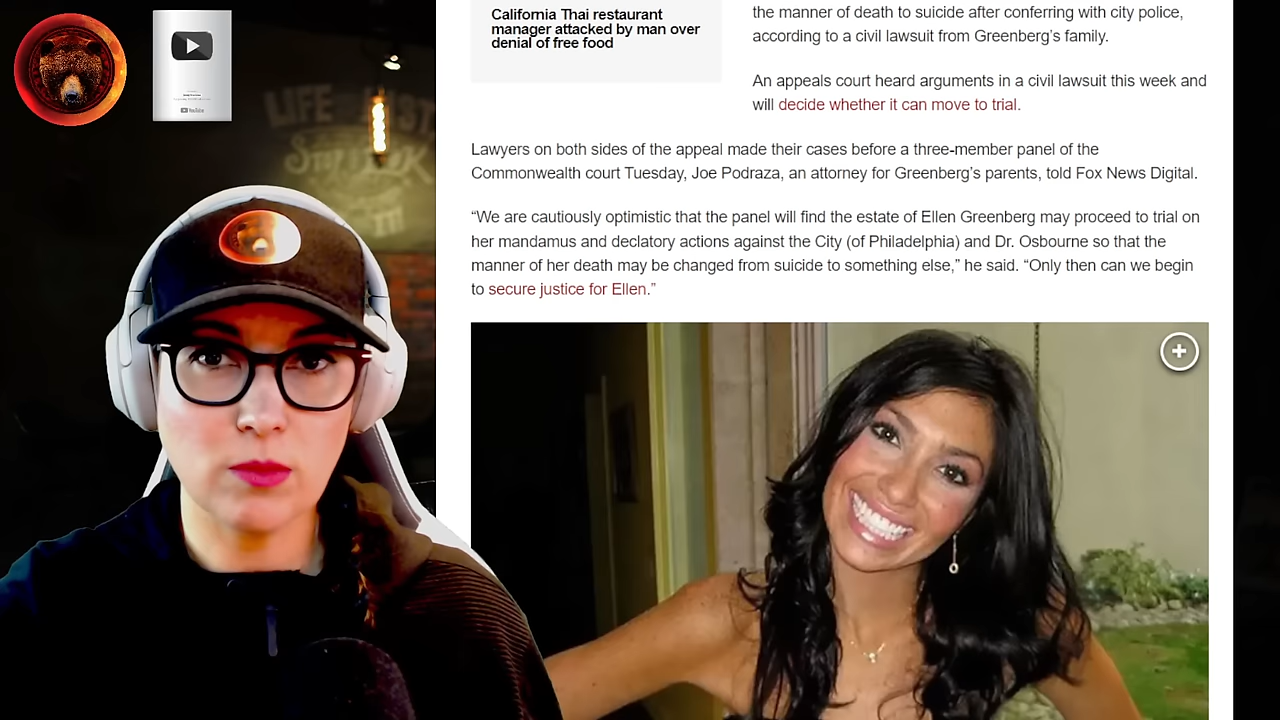 California Thai restaurant
manager attacked by man over
denial of free food
the manner of death to suicide after conferring with city police,
according to a civil lawsuit from Greenberg’s family.
An appeals court heard arguments in a civil lawsuit this week and
will decide whether it can move to trial.
Lawyers on both sides of the appeal made their cases before a three-member panel of the
Commonwealth court Tuesday, Joe Podraza, an attorney for Greenberg’s parents, told Fox News Digital.
“We are cautiously optimistic that the panel will find the estate of Ellen Greenberg may proceed to trial on
her mandamus and declatory actions against the City (of Philadelphia) and Dr. Osbourne so that the
manner of her death may be changed from suicide to something else,” he said. “Only then can we begin
to secure justice for Ellen.”
LIFE
YouTube